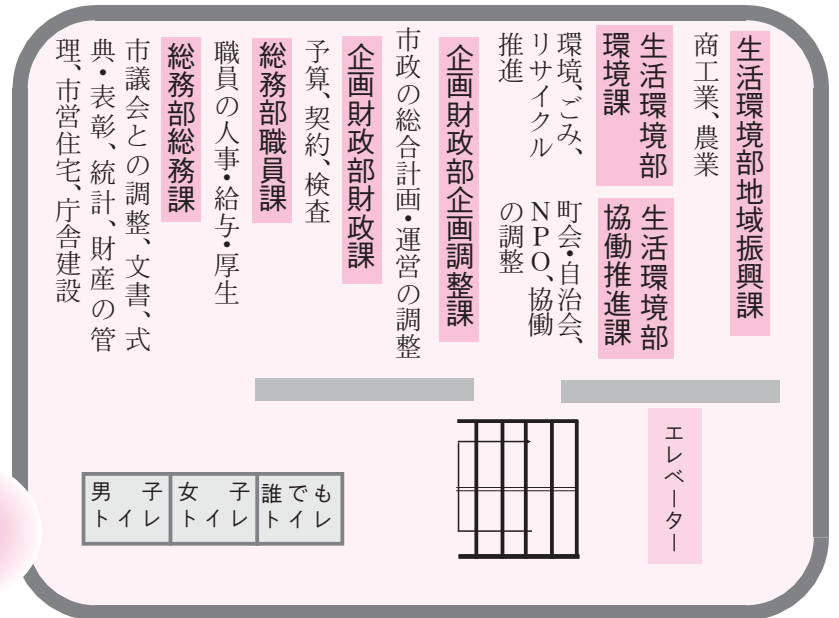 生活環境部地域振興課
商工業、農業
生活環境部
環境課
環境、ごみ、
リサイクル
推進
生活環境部
協働推進課
町会・自治会、
NPO、協働
の調整
企画財政部企画調整課
市政の総合計画・運営の調整
企画財政部財政課
予算、契約、検査
総務部職員課
職員の人事・給与・厚生
総務部総務課
市議会との調整、文書、式
典・表彰、統計、財産の管
理、市営住宅、庁舎建設
エレベーター
男子
トイレ
女子
トイレ
誰でも
トイレ